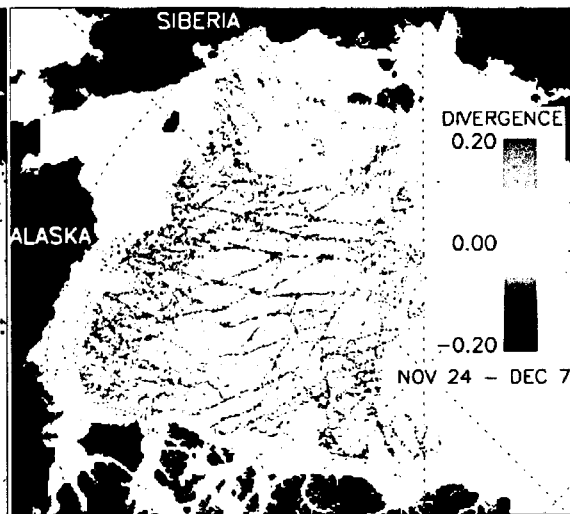 SIBERIA
DIVERGENCE
0.20
ALASKA
0.00
-0.20
NOV 24 - DEC 7